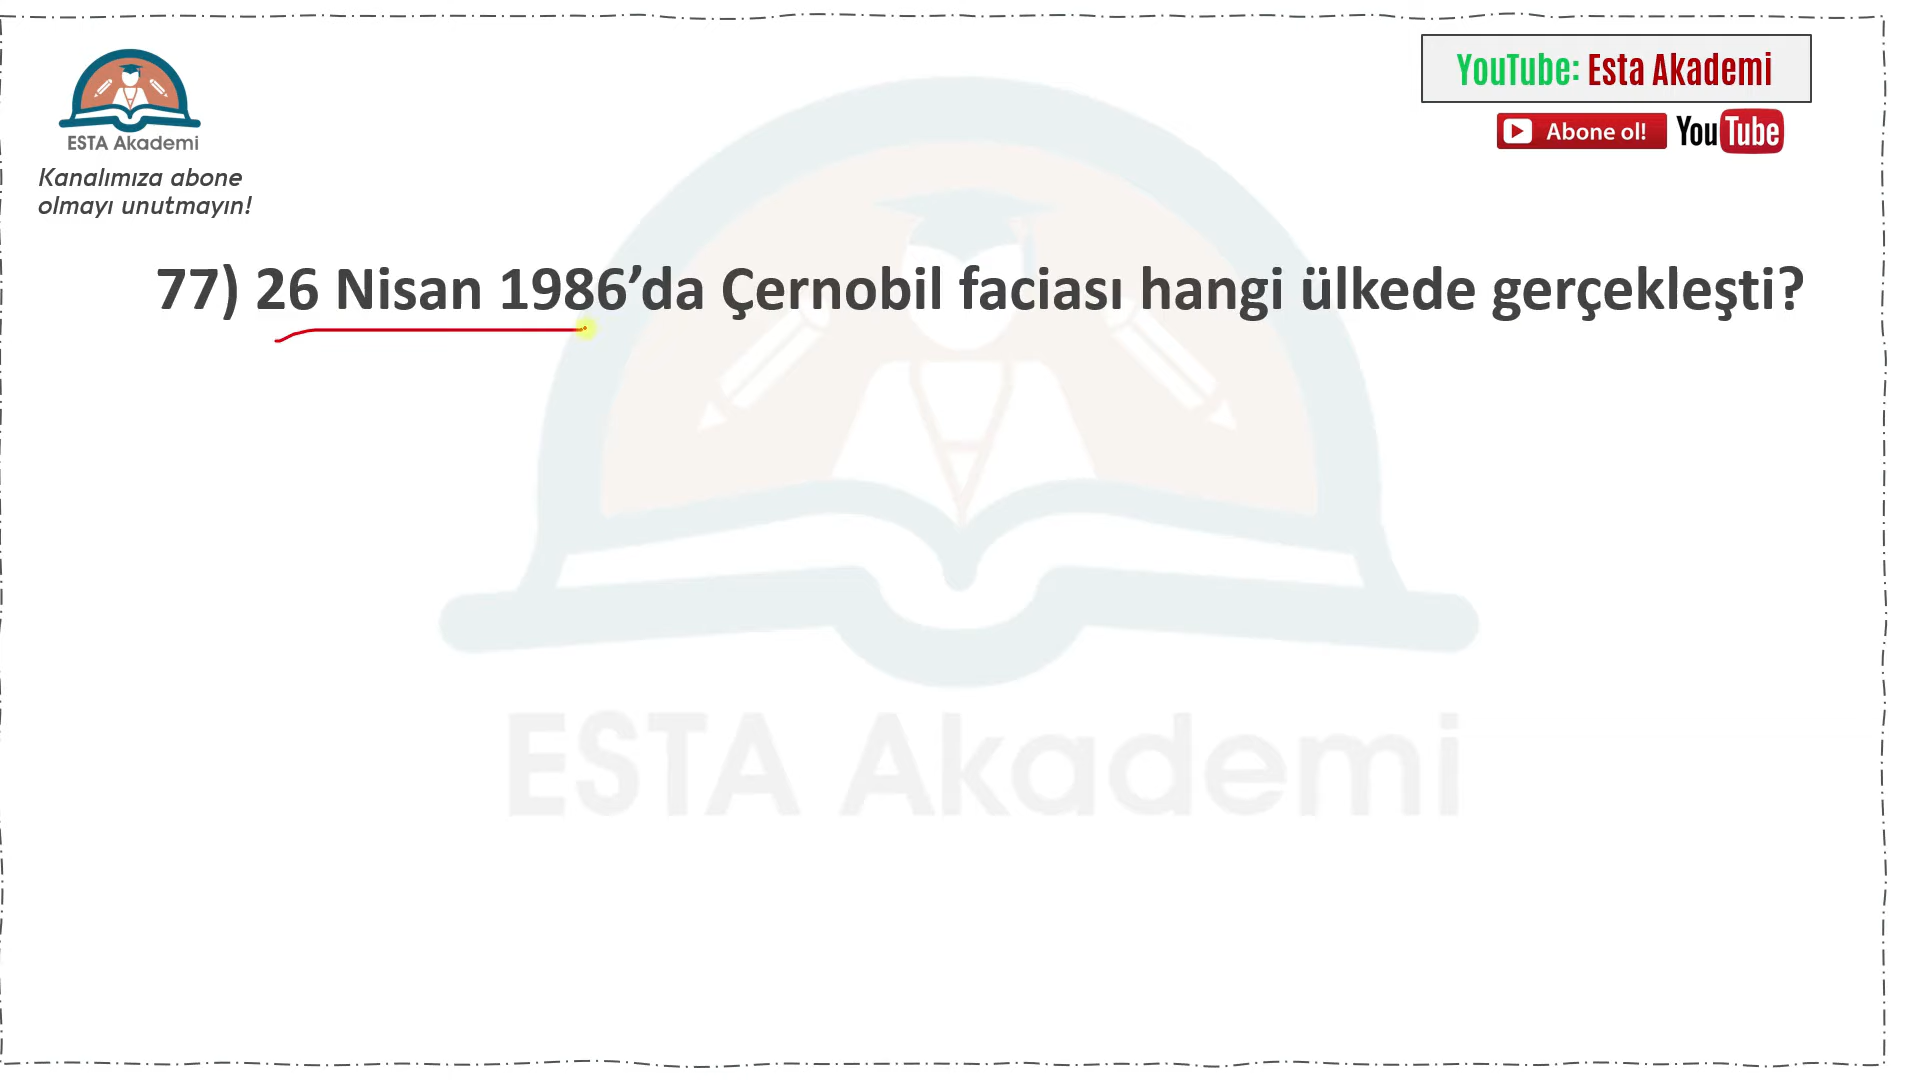 YouTube: Esta Akademi
Abone ol! YouTube
ESTA Akademi
Kanalımıza abone
olmayı unutmayın!
77) 26 Nisan 1986’da Çernobil faciası hangi ülkede gerçekleşti?
ESTA Akademi